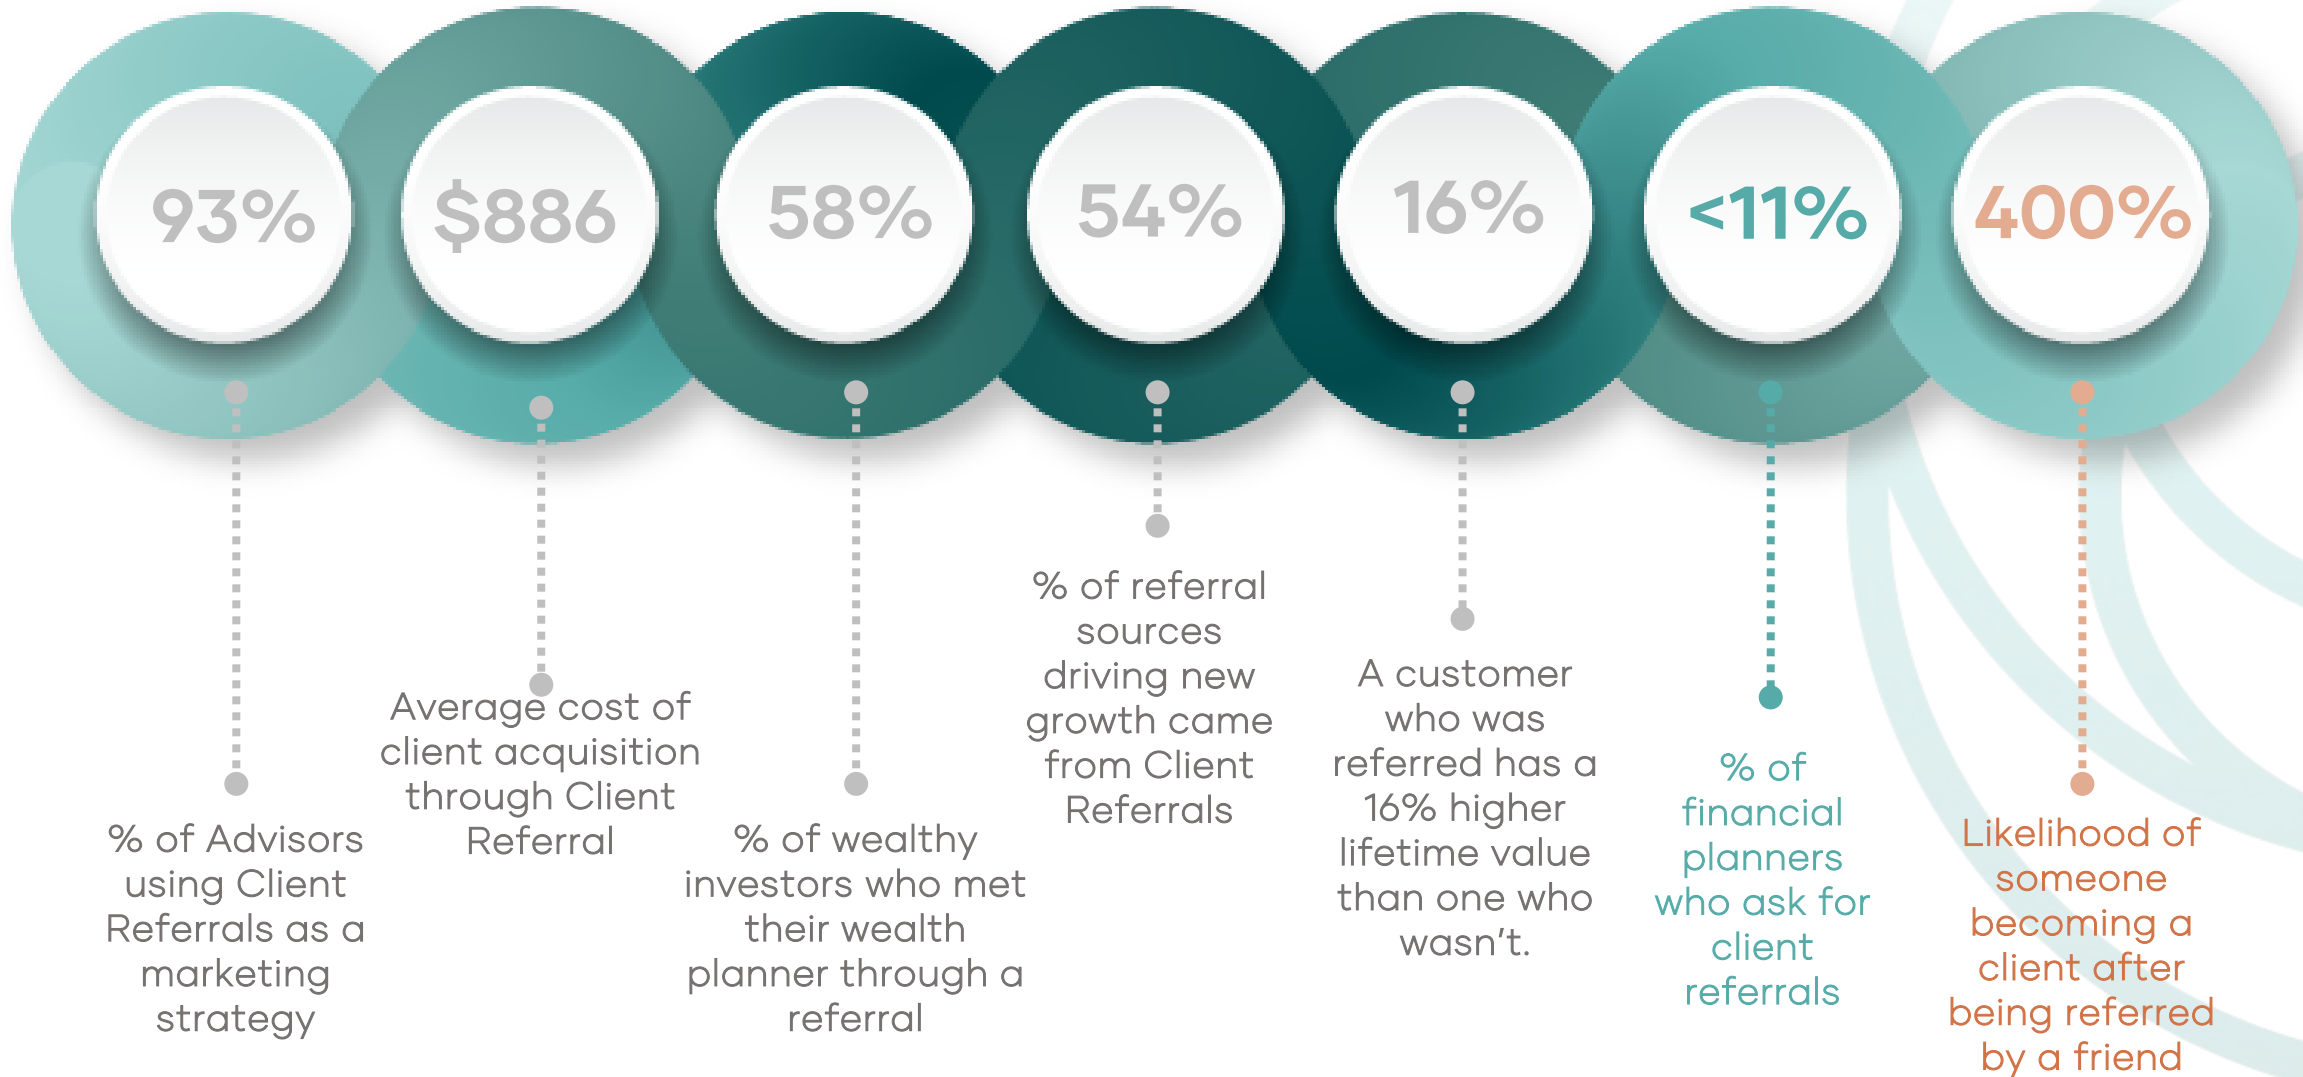 93%
$886
58%
54%
16%
<11%
400%
% of Advisors
using Client
Referrals as a
marketing
strategy
Average cost of
client acquisition
through Client
Referral
% of wealthy
investors who met
their wealth
planner through a
referral
% of referral
sources
driving new
growth came
from Client
Referrals
A customer
who was
referred has a
16% higher
lifetime value
than one who
wasn't.
% of
financial
planners
who ask for
client
referrals
Likelihood of
someone
becoming a
client after
being referred
by a friend